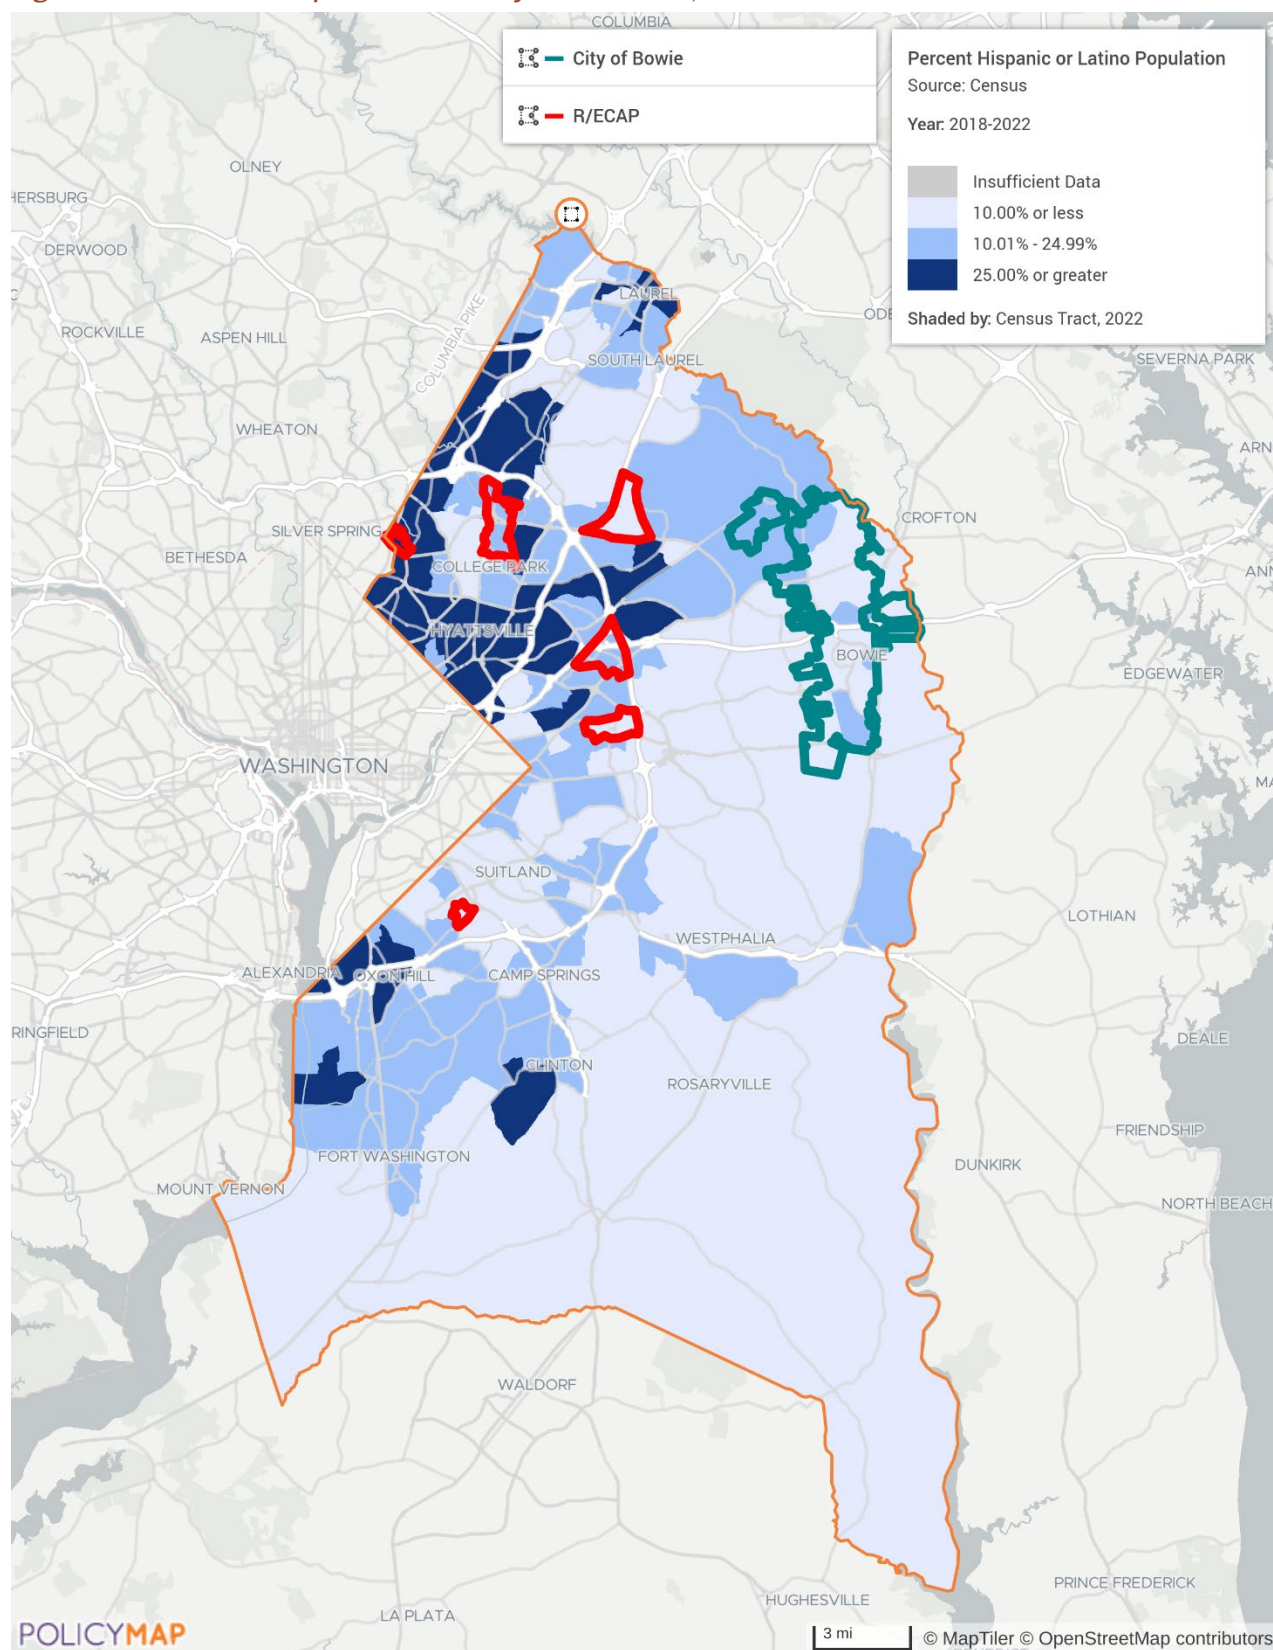 COLUMBIA
City of Bowie
R/ECAP
Percent Hispanic or Latino Population
Source: Census
Year: 2018-2022
Insufficient Data
10.00% or less
10.01% - 24.99%
25.00% or greater
Shaded by: Census Tract, 2022
OLNEY
HERSBURG
DERWOOD
LAUREL
ROCKVILLE
ASPEN HILL
COLUMBIA PIKE
SOUTH LAUREL
SEVERNA PARK
WHEATON
SILVER SPRING
CROFTON
BETHESDA
COLLEGE PARK
HYATTSVILLE
BOWIE
EDGEWATER
WASHINGTON
SUITLAND
LOTHIAN
WESTPHALIA
ALEXANDRIA
OXON HILL
CAMP SPRINGS
RINGFIELD
DEALE
CLINTON
ROSARYVILLE
FRIENDSHIP
FORT WASHINGTON
DUNKIRK
MOUNT VERNON
NORTH BEACH
WALDORF
PRINCE FREDERICK
HUGHESVILLE
LA PLATA
POLICYMAP
3 mi
© MapTiler © OpenStreetMap contributors